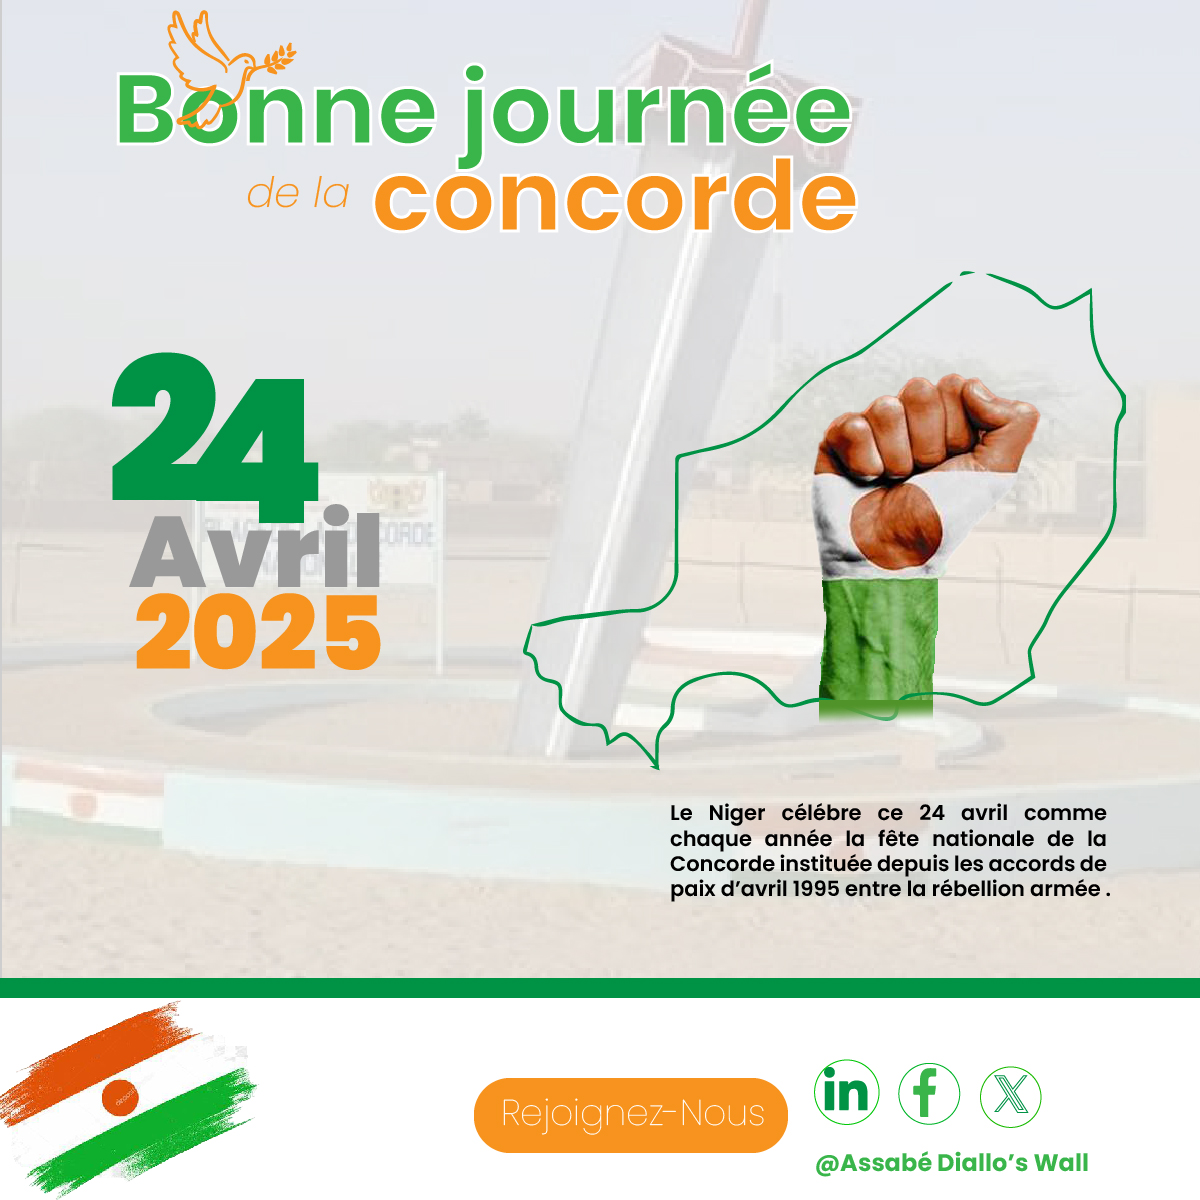 Bonne journée
de la concorde
24
Avril
2025
Le Niger célébre ce 24 avril comme
chaque année la fête nationale de la
Concorde instituée depuis les accords de
paix d’avril 1995 entre la rébellion armée .
Rejoignez-Nous
in f X
@Assabé Diallo’s Wall